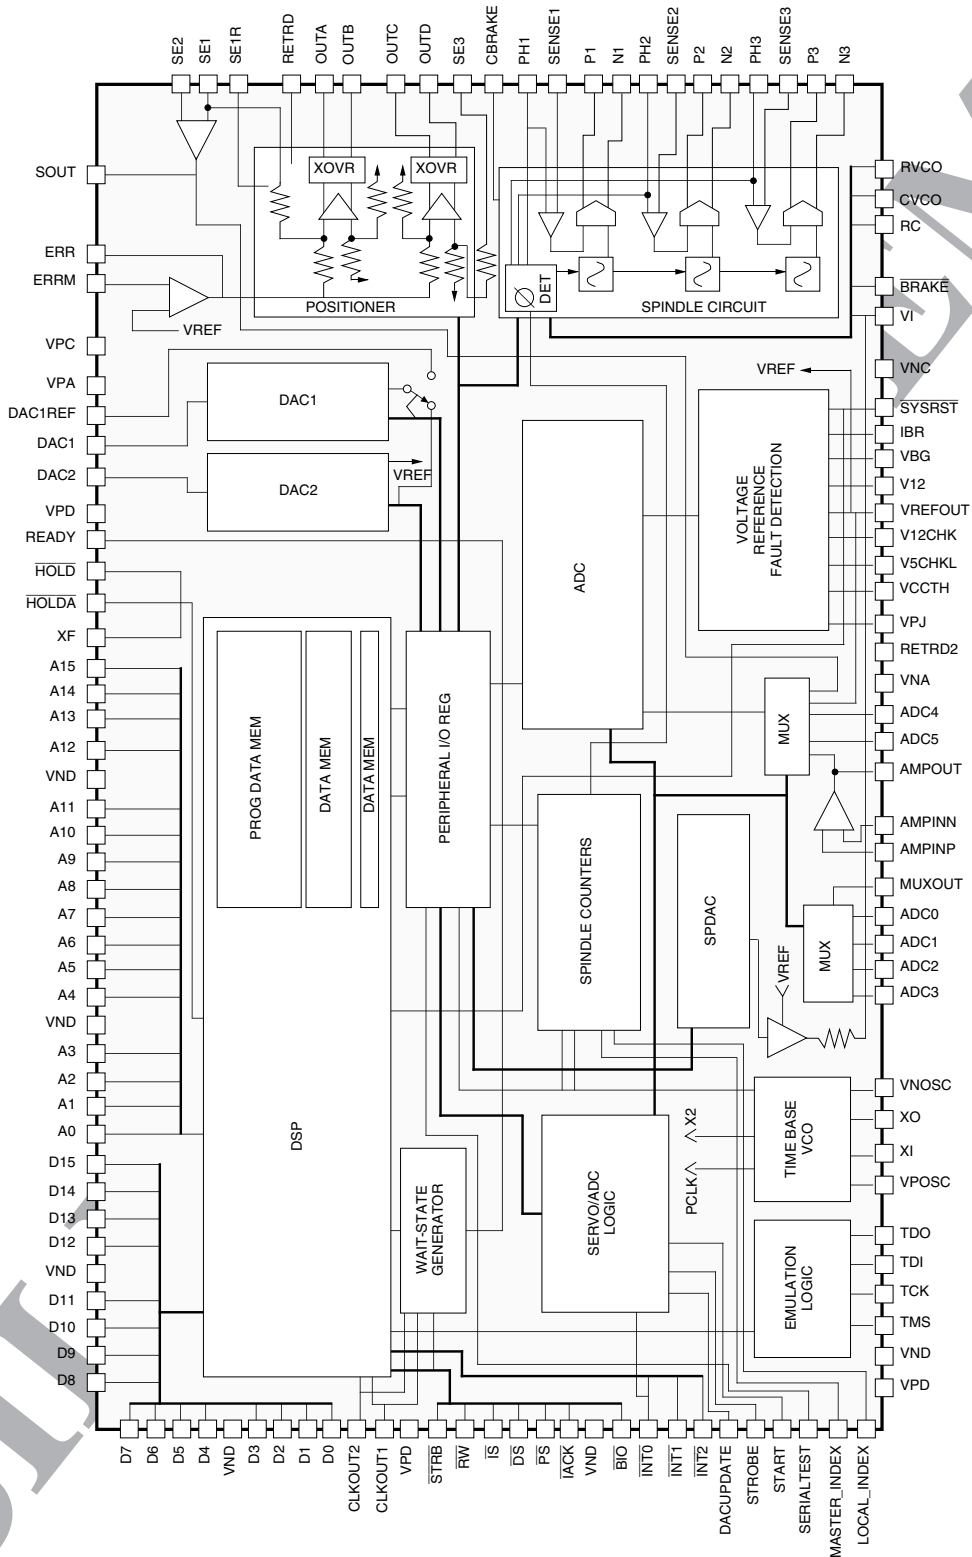 SE2
SE1
SE1R
RETRD
OUTA
OUTB
OUTC
OUTD
SE3
CBRAKE
PH1
SENSE1
P1
N1
PH2
SENSE2
P2
N2
PH3
SENSE3
P3
N3
SOUT
ERR
ERRM
VPC
VPA
DAC1REF
DAC1
DAC2
VPD
READY
HOLD
HOLDA
XF
A15
A14
A13
A12
VND
A11
A10
A9
A8
A7
A6
A5
A4
VND
A3
A2
A1
A0
D15
D14
D13
D12
VND
D11
D10
D9
D8
XOVR
XOVR
POSITIONER
VREF
DET
SPINDLE CIRCUIT
DAC1
DAC2
VREF
VREF
VOLTAGE
REFERENCE
FAULT DETECTION
ADC
PROG DATA MEM
DATA MEM
DATA MEM
PERIPHERAL I/O REG
MUX
SPINDLE COUNTERS
SPDAC
MUX
VREF
DSP
WAIT-STATE
GENERATOR
SERVO/ADC
LOGIC
X2
PCLK
TIME BASE
VCO
EMULATION
LOGIC
RVCO
CVCO
RC
BRAKE
VI
VNC
SYSRST
IBR
VBG
V12
VREFOUT
V12CHK
V5CHKL
VCCTH
VPJ
RETRD2
VNA
ADC4
ADC5
AMPOUT
AMPINN
AMPINP
MUXOUT
ADC0
ADC1
ADC2
ADC3
VNOSC
XO
XI
VPOSC
TDO
TDI
TCK
TMS
VND
VPD
D7
D6
D5
D4
VND
D3
D2
D1
D0
CLKOUT2
CLKOUT1
VPD
STRB
RW
IS
DS
PS
IACK
VND
BIO
INT0
INT1
INT2
DACUPDATE
STROBE
START
SERIALTEST
MASTER_INDEX
LOCAL_INDEX